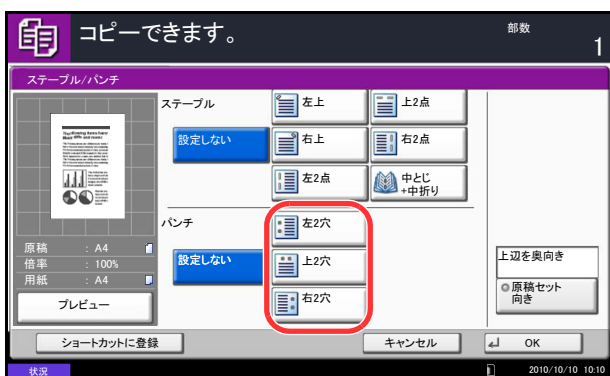 コピーできます。
部数
1
ステープル/パンチ
ステープル
設定しない
左上
上2点
右上
右2点
左2点
中とじ
+中折り
パンチ
設定しない
左2穴
上2穴
右2穴
原稿 : A4
倍率 : 100%
用紙 : A4
プレビュー
上辺を奥向き
原稿セット
向き
ショートカットに登録
キャンセル
OK
状況
2010/10/10 10:10